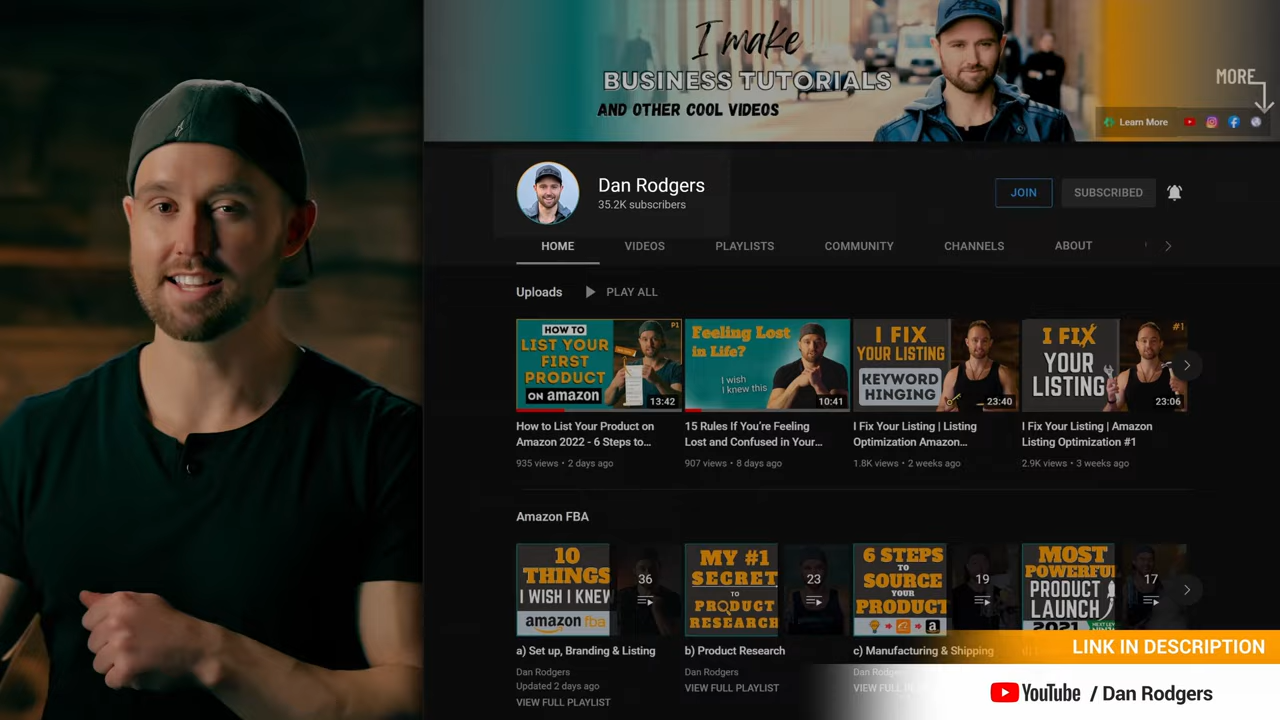 I make
BUSINESS TUTORIALS
AND OTHER COOL VIDEOS
MORE
Learn More
Dan Rodgers
35.2K subscribers
JOIN
SUBSCRIBED
HOME
VIDEOS
PLAYLISTS
COMMUNITY
CHANNELS
ABOUT
Uploads
PLAY ALL
HOW TO
LIST YOUR
FIRST
PRODUCT
ON amazon
P1
13:42
Feeling Lost
in Life?
I wish
I knew this
10:41
I FIX
YOUR LISTING
KEYWORD
HINGING
23:40
I FIX
YOUR
LISTING
#1
23:06
How to List Your Product on
Amazon 2022 - 6 Steps to...
935 views • 2 days ago
15 Rules If You're Feeling
Lost and Confused in Your...
907 views • 8 days ago
I Fix Your Listing | Listing
Optimization Amazon...
1.8K views • 2 weeks ago
I Fix Your Listing | Amazon
Listing Optimization #1
2.9K views • 3 weeks ago
Amazon FBA
10
THINGS
I WISH I KNEW
amazon fba
36
MY #1
SECRET
TO
PRODUCT
RESEARCH
23
6 STEPS
TO
SOURCE
YOUR
PRODUCT
19
MOST
POWERFUL
PRODUCT
LAUNCH
2021
17
a) Set up, Branding & Listing
Dan Rodgers
Updated 2 days ago
VIEW FULL PLAYLIST
b) Product Research
Dan Rodgers
VIEW FULL PLAYLIST
c) Manufacturing & Shipping
Dan Rodgers
LINK IN DESCRIPTION
YouTube / Dan Rodgers